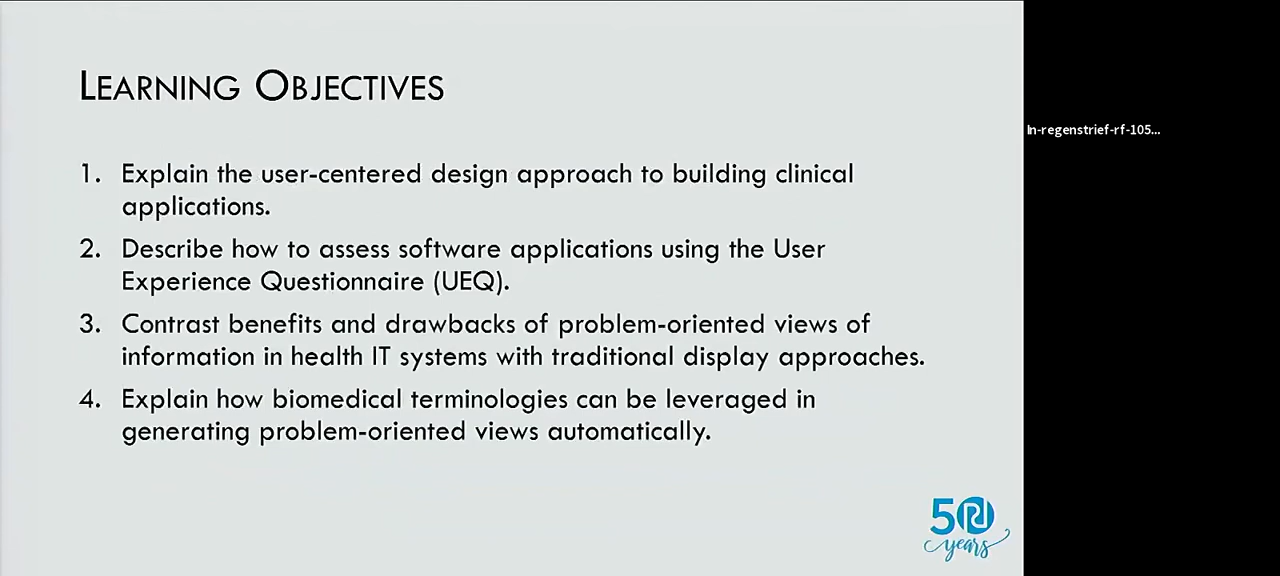 LEARNING OBJECTIVES
1. Explain the user-centered design approach to building clinical
applications.
2. Describe how to assess software applications using the User
Experience Questionnaire (UEQ).
3. Contrast benefits and drawbacks of problem-oriented views of
information in health IT systems with traditional display approaches.
4. Explain how biomedical terminologies can be leveraged in
generating problem-oriented views automatically.
50
years
In-regenstrief-rf-105...